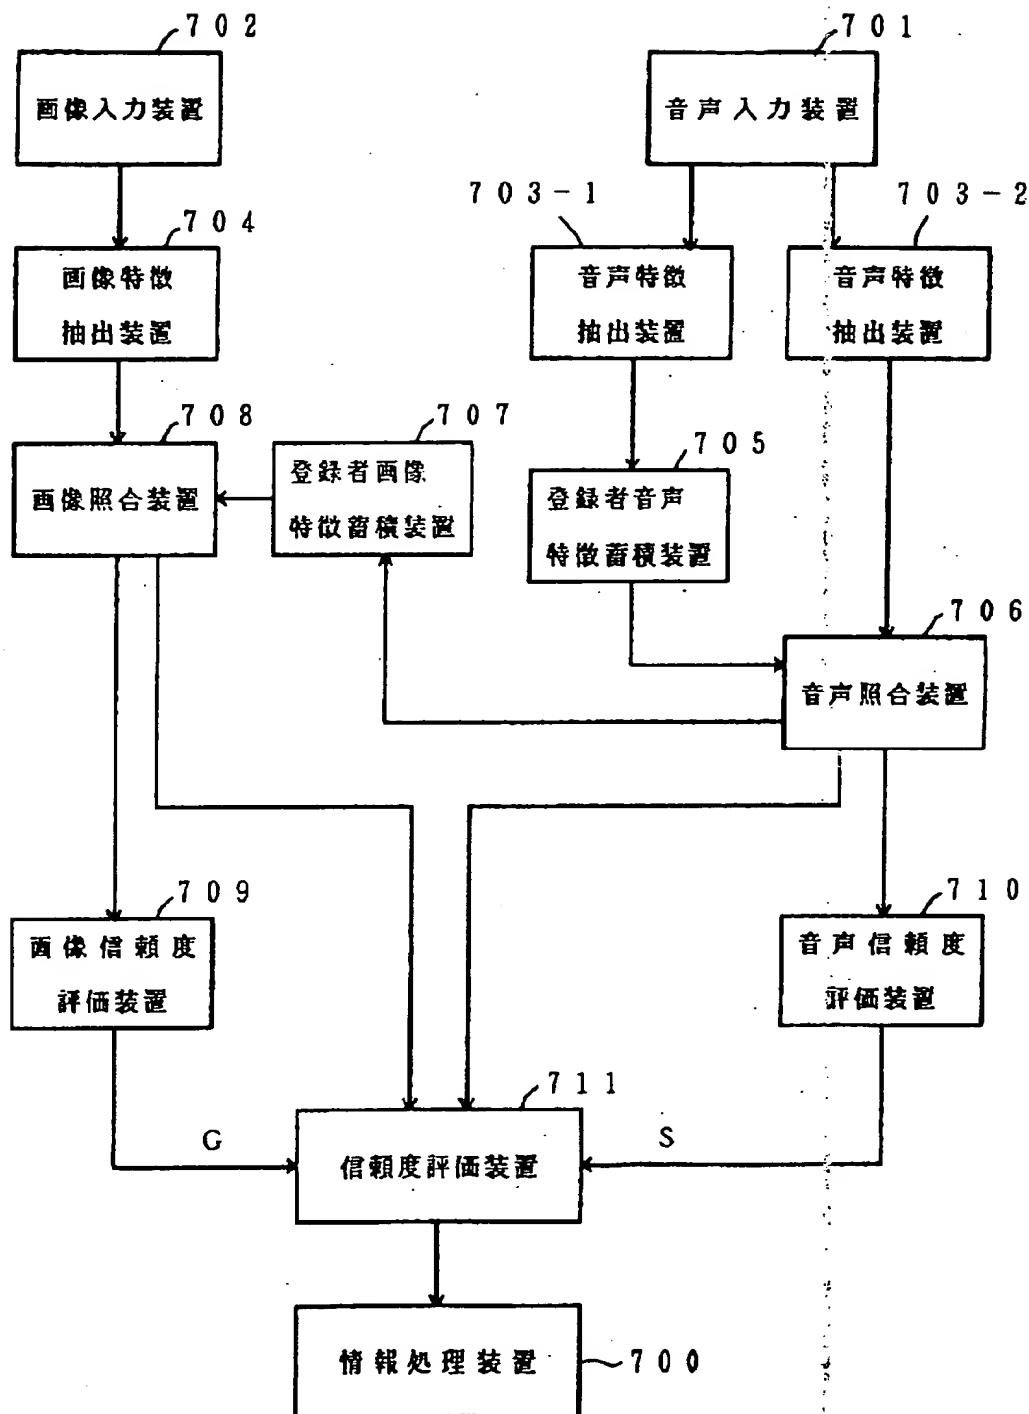 702
701
画像入力装置
音声入力装置
703-1
703-2
704
画像特徴
抽出装置
音声特徴
抽出装置
音声特徴
抽出装置
708
707
705
画像照合装置
登録者画像
特徴蓄積装置
登録者音声
特徴蓄積装置
706
音声照合装置
709
710
画像信頼度
評価装置
音声信頼度
評価装置
711
G
S
信頼度評価装置
情報処理装置
700